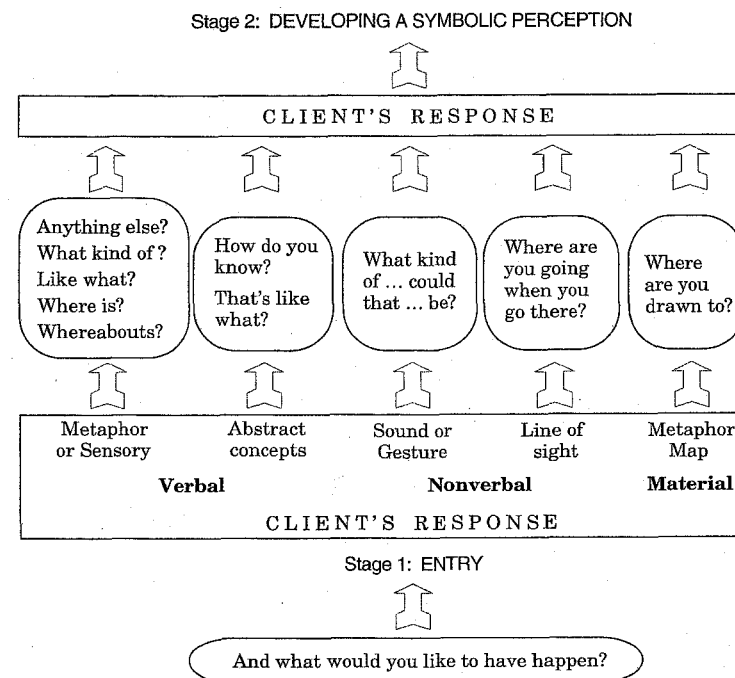 Stage 2: DEVELOPING A SYMBOLIC PERCEPTION
CLIENT'S RESPONSE
Anything else?
What kind of?
Like what?
Where is?
Whereabouts?
How do you
know?
That's like
what?
What kind
of ... could
that ... be?
Where are
you going
when you
go there?
Where
are you
drawn to?
Metaphor
or Sensory
Abstract
concepts
Sound or
Gesture
Line of
sight
Metaphor
Map
Verbal
Nonverbal
Material
CLIENT'S RESPONSE
Stage 1: ENTRY
And what would you like to have happen?